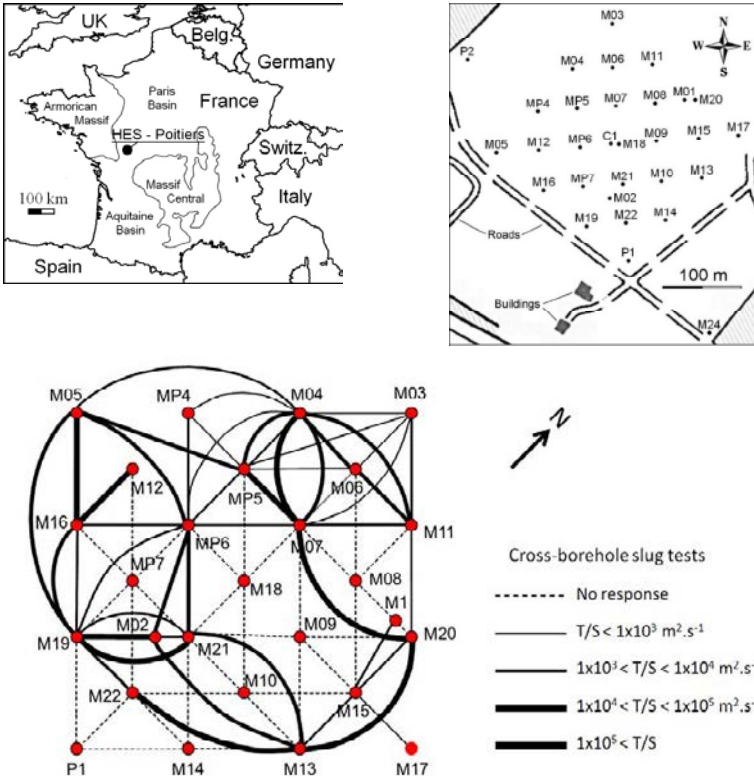 UK
Belg.
Germany
Paris
Basin
France
Armorican
Massif
HES - Poitiers
Switz.
100 km
Massif
Central
Italy
Aquitaine
Basin
Spain
M03
N
W E
S
P2
M04 M06 M11
MP4 MP5 M07 M08 M01 M20
M05 M12 MP6 C1 M18 M09 M15 M17
M16 MP7 M21 M10 M13
M02
M19 M22 M14
Roads
P1
100 m
Buildings
M24
M05 MP4 M04 M03
N
M12 MP5 M06
M16 MP6 M07 M11
Cross-borehole slug tests
MP7 M18 M08
No response
M1
M19 M02 M21 M09 M20
T/S < 1x10³ m².s⁻¹
1x10³ < T/S < 1x10⁴ m².s⁻
M22 M10 M15
1x10⁴ < T/S < 1x10⁵ m².s⁻
1x10⁵ < T/S
P1 M14 M13 M17